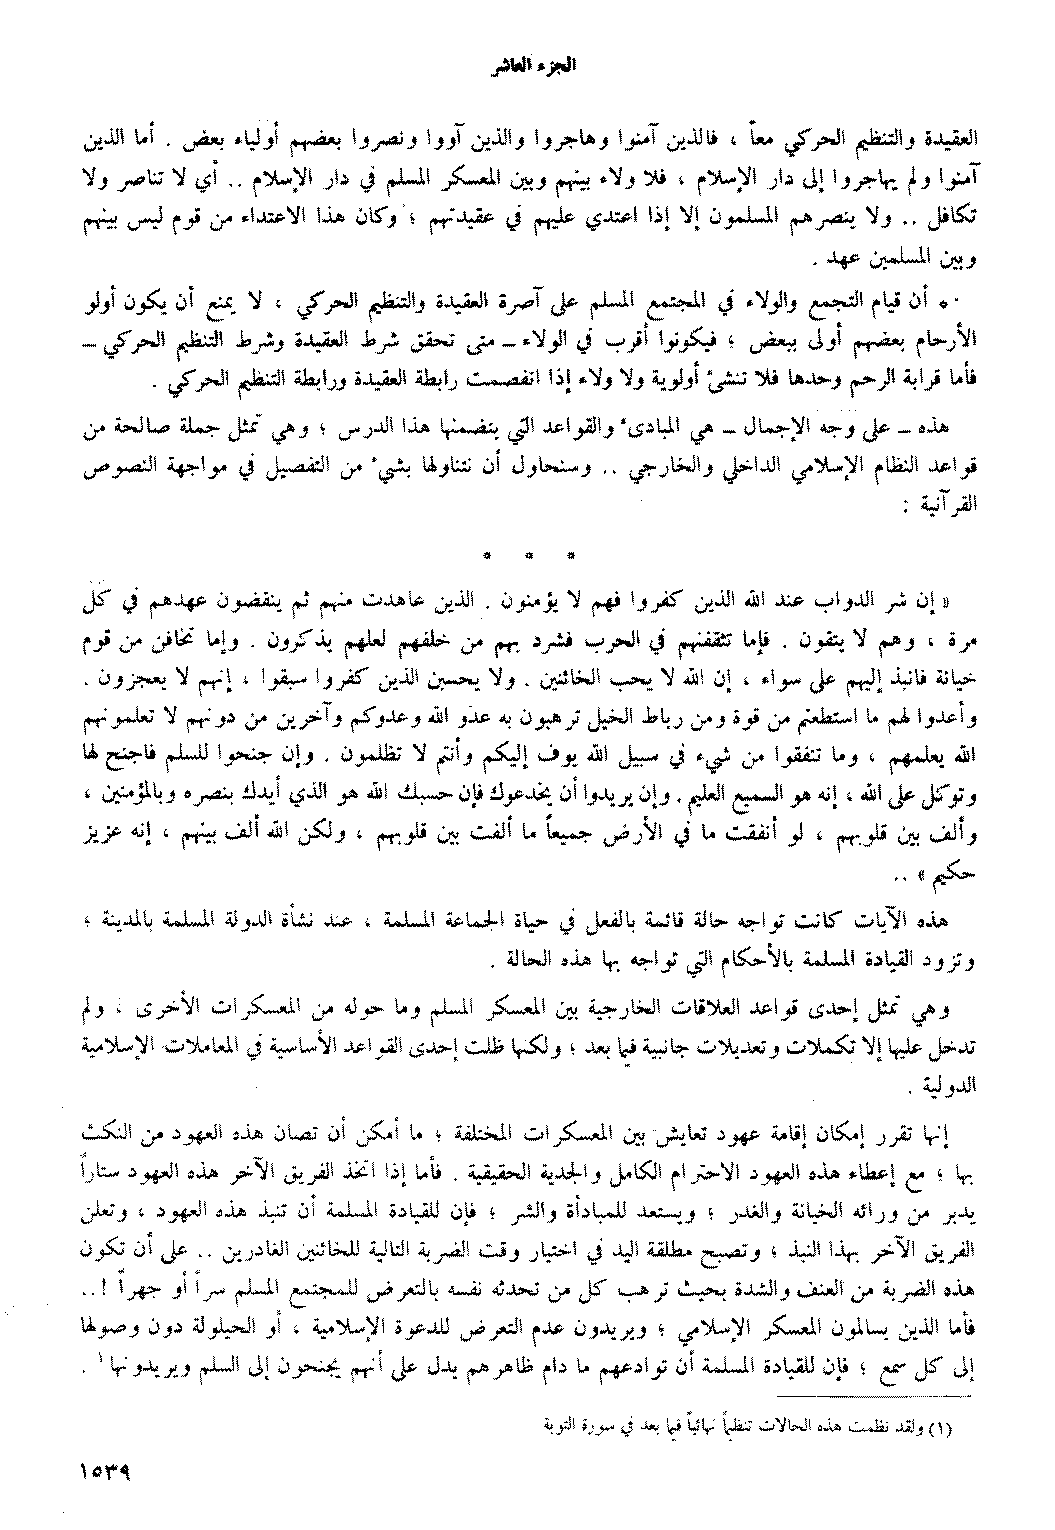 الجزء العاشر
العقيدة والتنظيم الحركي معاً ، فالذين آمنوا وهاجروا والذين آووا ونصروا بعضهم أولياء بعض . أما الذين
آمنوا ولم يهاجروا إلى دار الإسلام ، فلا ولاء بينهم وبين المعسكر المسلم في دار الإسلام .. أي لا تناصر ولا
تكافل .. ولا ينصرهم المسلمون إلا إذا اعتدي عليهم في عقيدتهم ؛ وكان هذا الاعتداء من قوم ليس بينهم
وبين المسلمين عهد .
* أن قيام التجمع والولاء في المجتمع المسلم على آصرة العقيدة والتنظيم الحركي ، لا يمنع أن يكون أولو
الأرحام بعضهم أولى ببعض ؛ فيكونوا أقرب في الولاء – متى تحقق شرط العقيدة وشرط التنظيم الحركي –
فأما قرابة الرحم وحدها فلا تنشئ أولوية ولا ولاء إذا انفصمت رابطة العقيدة ورابطة التنظيم الحركي .
هذه – على وجه الإجمال – هي المبادئ والقواعد التي يتضمنها هذا الدرس ؛ وهي تمثل جملة صالحة من
قواعد النظام الإسلامي الداخلي والخارجي .. وسنحاول أن نتناولها بشيء من التفصيل في مواجهة النصوص
القرآنية :
* * *
« إن شر الدواب عند الله الذين كفروا فهم لا يؤمنون . الذين عاهدت منهم ثم ينقضون عهدهم في كل
مرة ، وهم لا يتقون . فإما تثقفنهم في الحرب فشرد بهم من خلفهم لعلهم يذكرون . وإما تخافن من قوم
خيانة فانبذ إليهم على سواء ، إن الله لا يحب الخائنين . ولا يحسبن الذين كفروا سبقوا ، إنهم لا يعجزون .
وأعدوا لهم ما استطعتم من قوة ومن رباط الخيل ترهبون به عدو الله وعدوكم وآخرين من دونهم لا تعلمونهم
الله يعلمهم ، وما تنفقوا من شيء في سبيل الله يوف إليكم وأنتم لا تظلمون . وإن جنحوا للسلم فاجنح لها
وتوكل على الله ، إنه هو السميع العليم . وإن يريدوا أن يخدعوك فإن حسبك الله هو الذي أيدك بنصره وبالمؤمنين ،
وألف بين قلوبهم ، لو أنفقت ما في الأرض جميعاً ما ألفت بين قلوبهم ، ولكن الله ألف بينهم ، إنه عزيز
حكيم » ..
هذه الآيات كانت تواجه حالة قائمة بالفعل في حياة الجماعة المسلمة ، عند نشأة الدولة المسلمة بالمدينة ؛
وتزود القيادة المسلمة بالأحكام التي تواجه بها هذه الحالة .
وهي تمثل إحدى قواعد العلاقات الخارجية بين المعسكر المسلم وما حوله من المعسكرات الأخرى ، ولم
تدخل عليها إلا تكملات وتعديلات جانبية فيما بعد ؛ ولكنها ظلت إحدى القواعد الأساسية في المعاملات الإسلامية
الدولية .
إنها تقرر إمكان إقامة عهود تعايش بين المعسكرات المختلفة ؛ ما أمكن أن تصان هذه العهود من النكث
بها ؛ مع إعطاء هذه العهود الاحترام الكامل والجدية الحقيقية . فأما إذا اتخذ الفريق الآخر هذه العهود ستاراً
يدبر من ورائه الخيانة والغدر ؛ ويستعد للمبادأة والشر ؛ فإن للقيادة المسلمة أن تنبذ هذه العهود ، وتعلن
الفريق الآخر بهذا النبذ ؛ وتصبح مطلقة اليد في اختيار وقت الضربة التالية للخائنين الغادرين .. على أن تكون
هذه الضربة من العنف والشدة بحيث ترهب كل من تحدثه نفسه بالتعرض للمجتمع المسلم سراً أو جهراً ! ..
فأما الذين يسالمون المعسكر الإسلامي ؛ ويريدون عدم التعرض للدعوة الإسلامية ، أو الحيلولة دون وصولها
إلى كل سمع ؛ فإن للقيادة المسلمة أن توادعهم ما دام ظاهرهم يدل على أنهم يجنحون إلى السلم ويريدونها ١ .
(١) ولقد نظمت هذه الحالات تنظيماً نهائياً فيما بعد في سورة التوبة
١٥٣٩